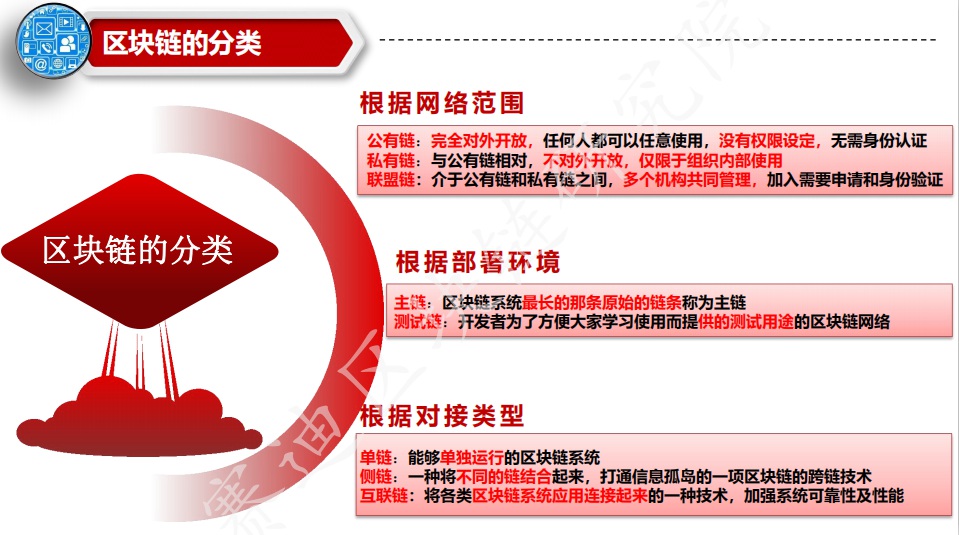 区块链的分类
根据网络范围
公有链：完全对外开放，任何人都可以任意使用，没有权限设定，无需身份认证
私有链：与公有链相对，不对外开放，仅限于组织内部使用
联盟链：介于公有链和私有链之间，多个机构共同管理，加入需要申请和身份验证
区块链的分类
根据部署环境
主链：区块链系统最长的那条原始的链条称为主链
测试链：开发者为了方便大家学习使用而提供的测试用途的区块链网络
根据对接类型
单链：能够单独运行的区块链系统
侧链：一种将不同的链结合起来，打通信息孤岛的一项区块链的跨链技术
互联链：将各类区块链系统应用连接起来的一种技术，加强系统可靠性及性能
赛迪区块链研究院